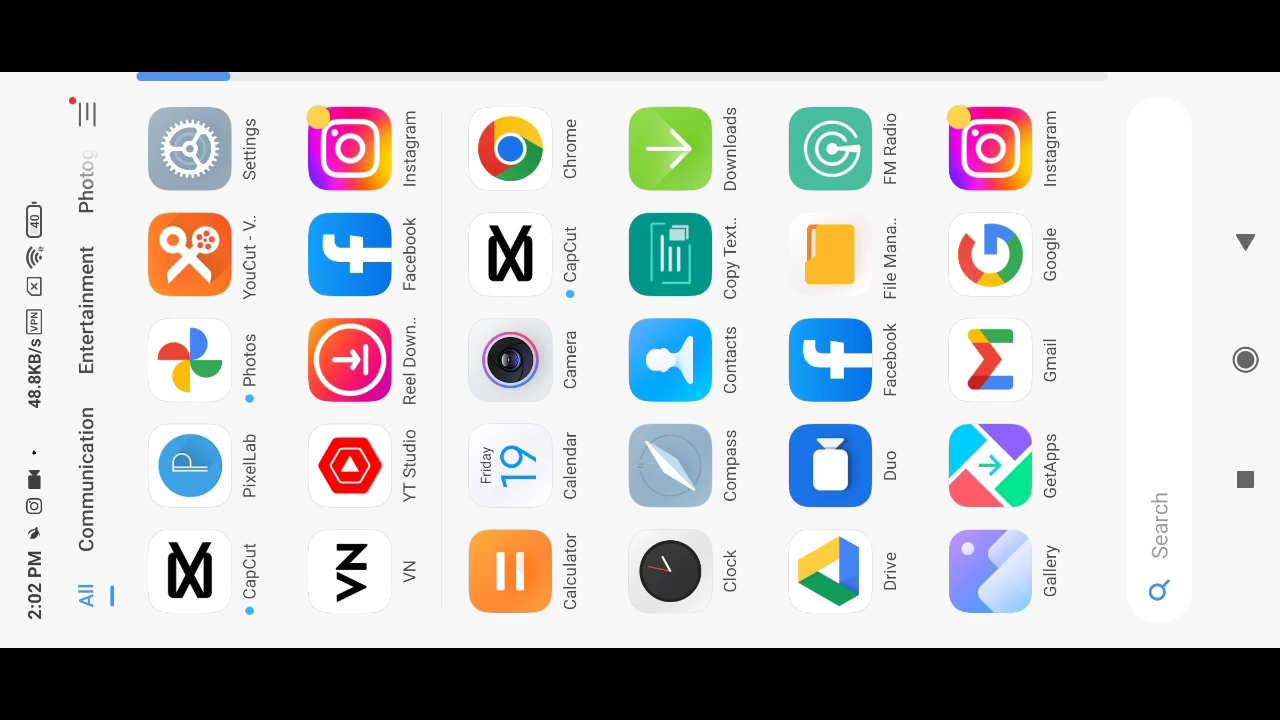 2:02 PM 48.8KB/s VPN 40
All Communication Entertainment Photog
CapCut PixelLab Photos YouCut - V.. Settings
VN
VN YT Studio Reel Down.. Facebook Instagram
Friday
19
Calculator Calendar Camera CapCut Chrome
Clock Compass Contacts Copy Text.. Downloads
Drive Duo Facebook File Mana.. FM Radio
Gallery GetApps Gmail Google Instagram
Search